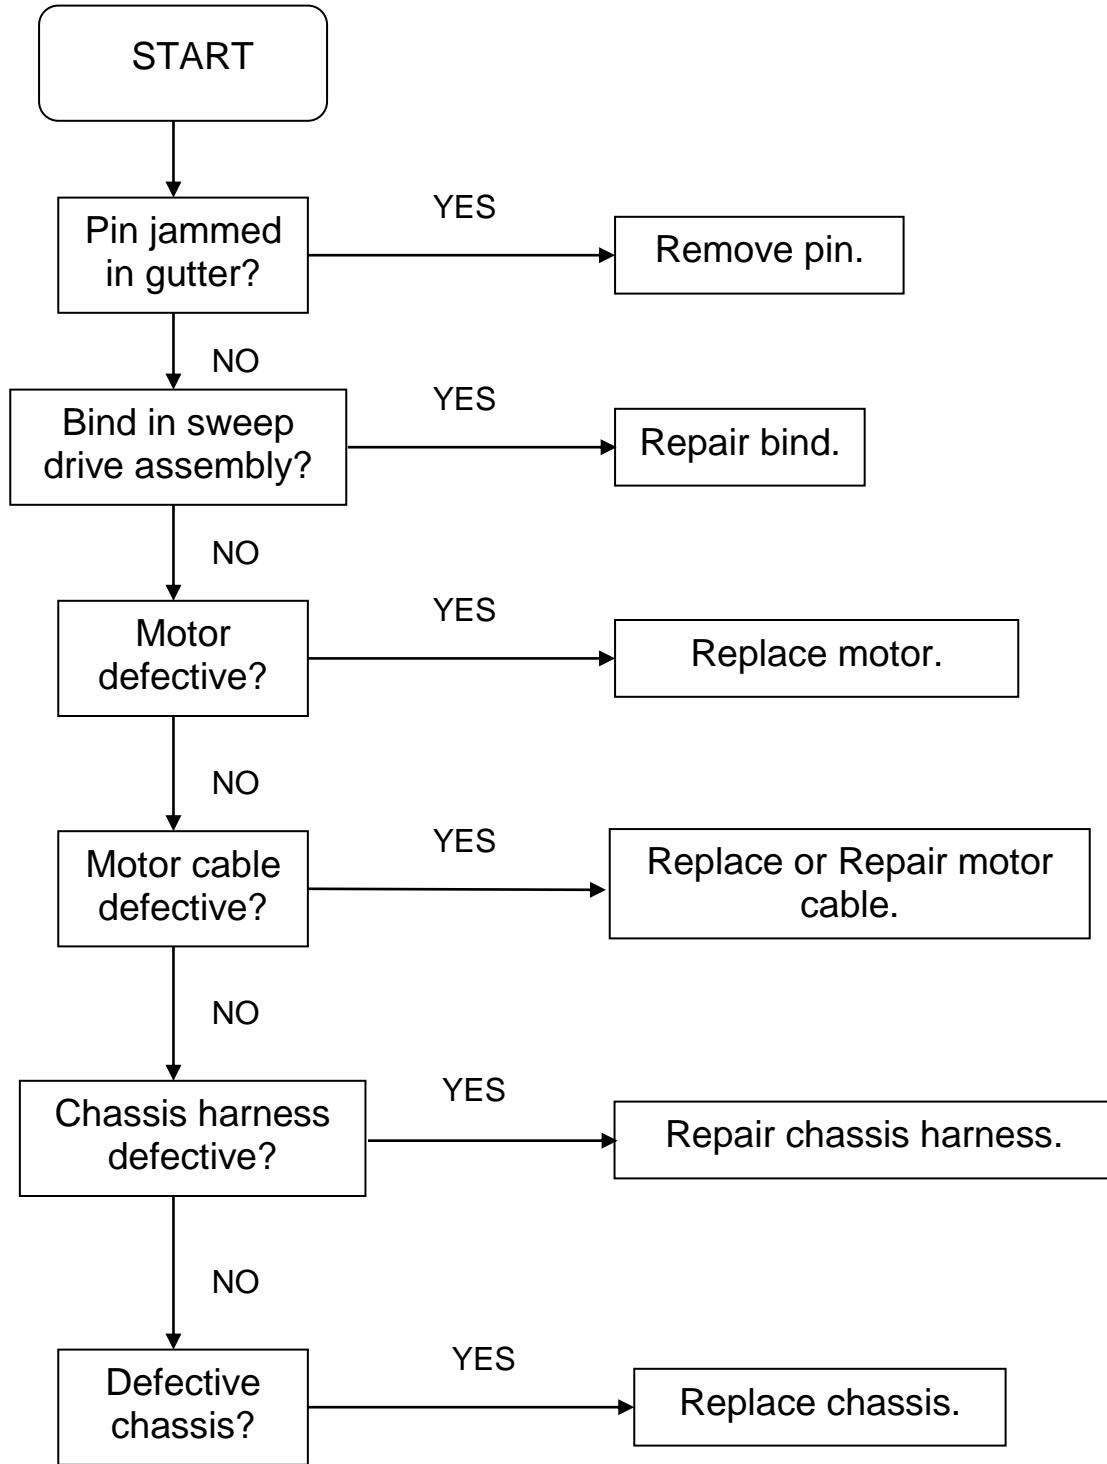 START
Pin jammed
in gutter?
YES
Remove pin.
NO
Bind in sweep
drive assembly?
YES
Repair bind.
NO
Motor
defective?
YES
Replace motor.
NO
Motor cable
defective?
YES
Replace or Repair motor
cable.
NO
Chassis harness
defective?
YES
Repair chassis harness.
NO
Defective
chassis?
YES
Replace chassis.